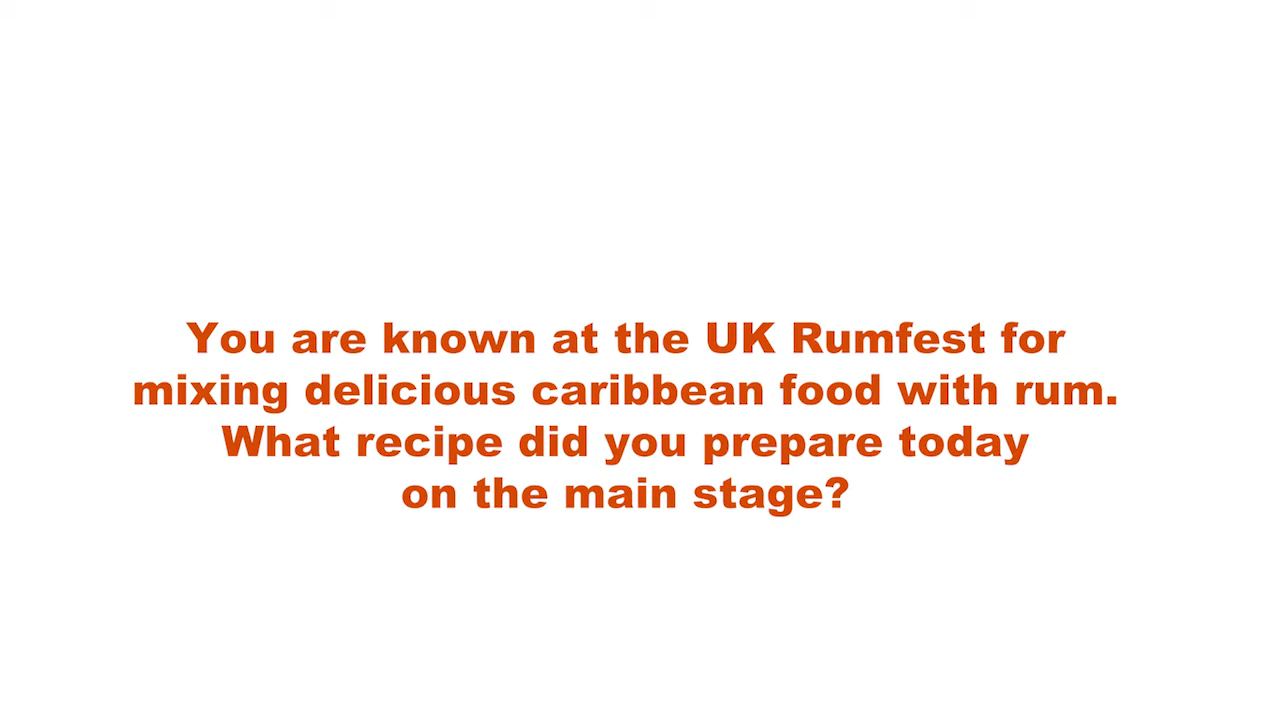 You are known at the UK Rumfest for
mixing delicious caribbean food with rum.
What recipe did you prepare today
on the main stage?